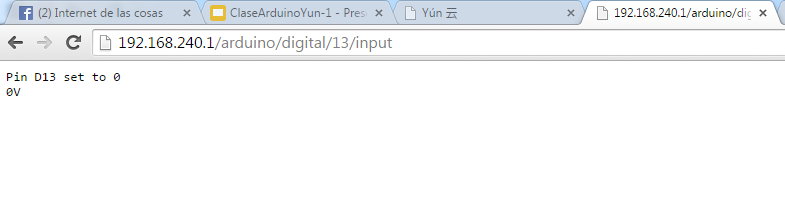 (2) Internet de las cosas
ClaseArduinoYun-1 - Prese
Yún 云
192.168.240.1/arduino/dig
192.168.240.1/arduino/digital/13/input
Pin D13 set to 0
0V